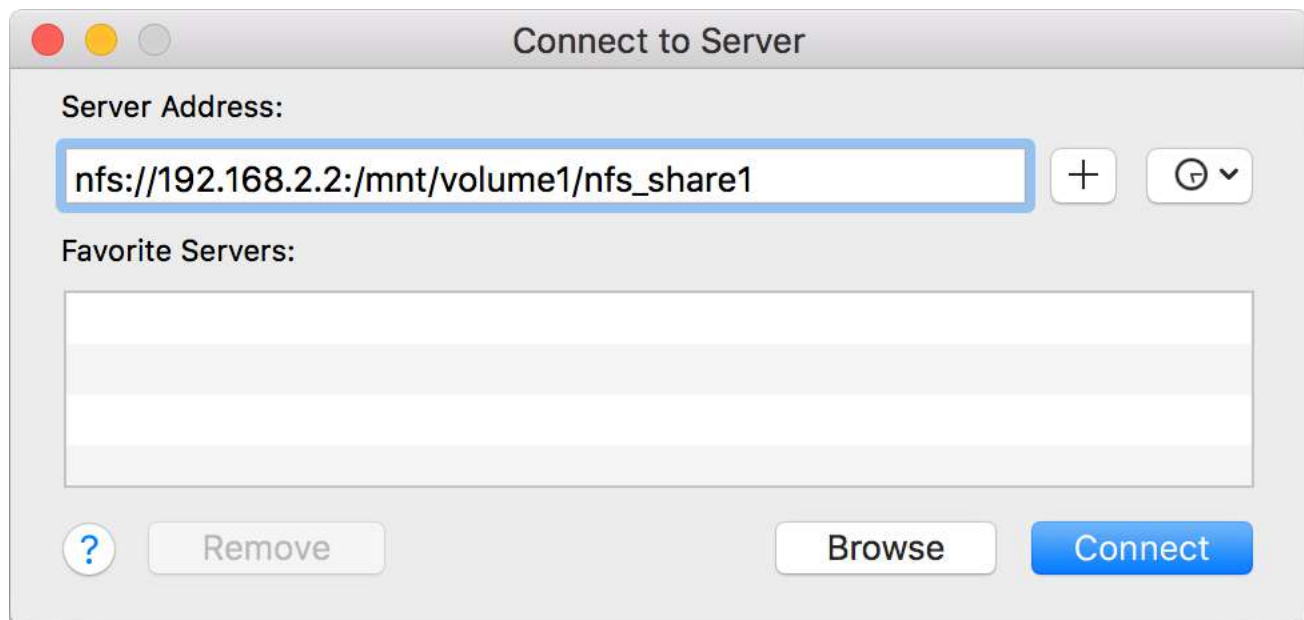 Connect to Server
Server Address:
nfs://192.168.2.2:/mnt/volume1/nfs_share1
Favorite Servers:
?
Remove
Browse
Connect